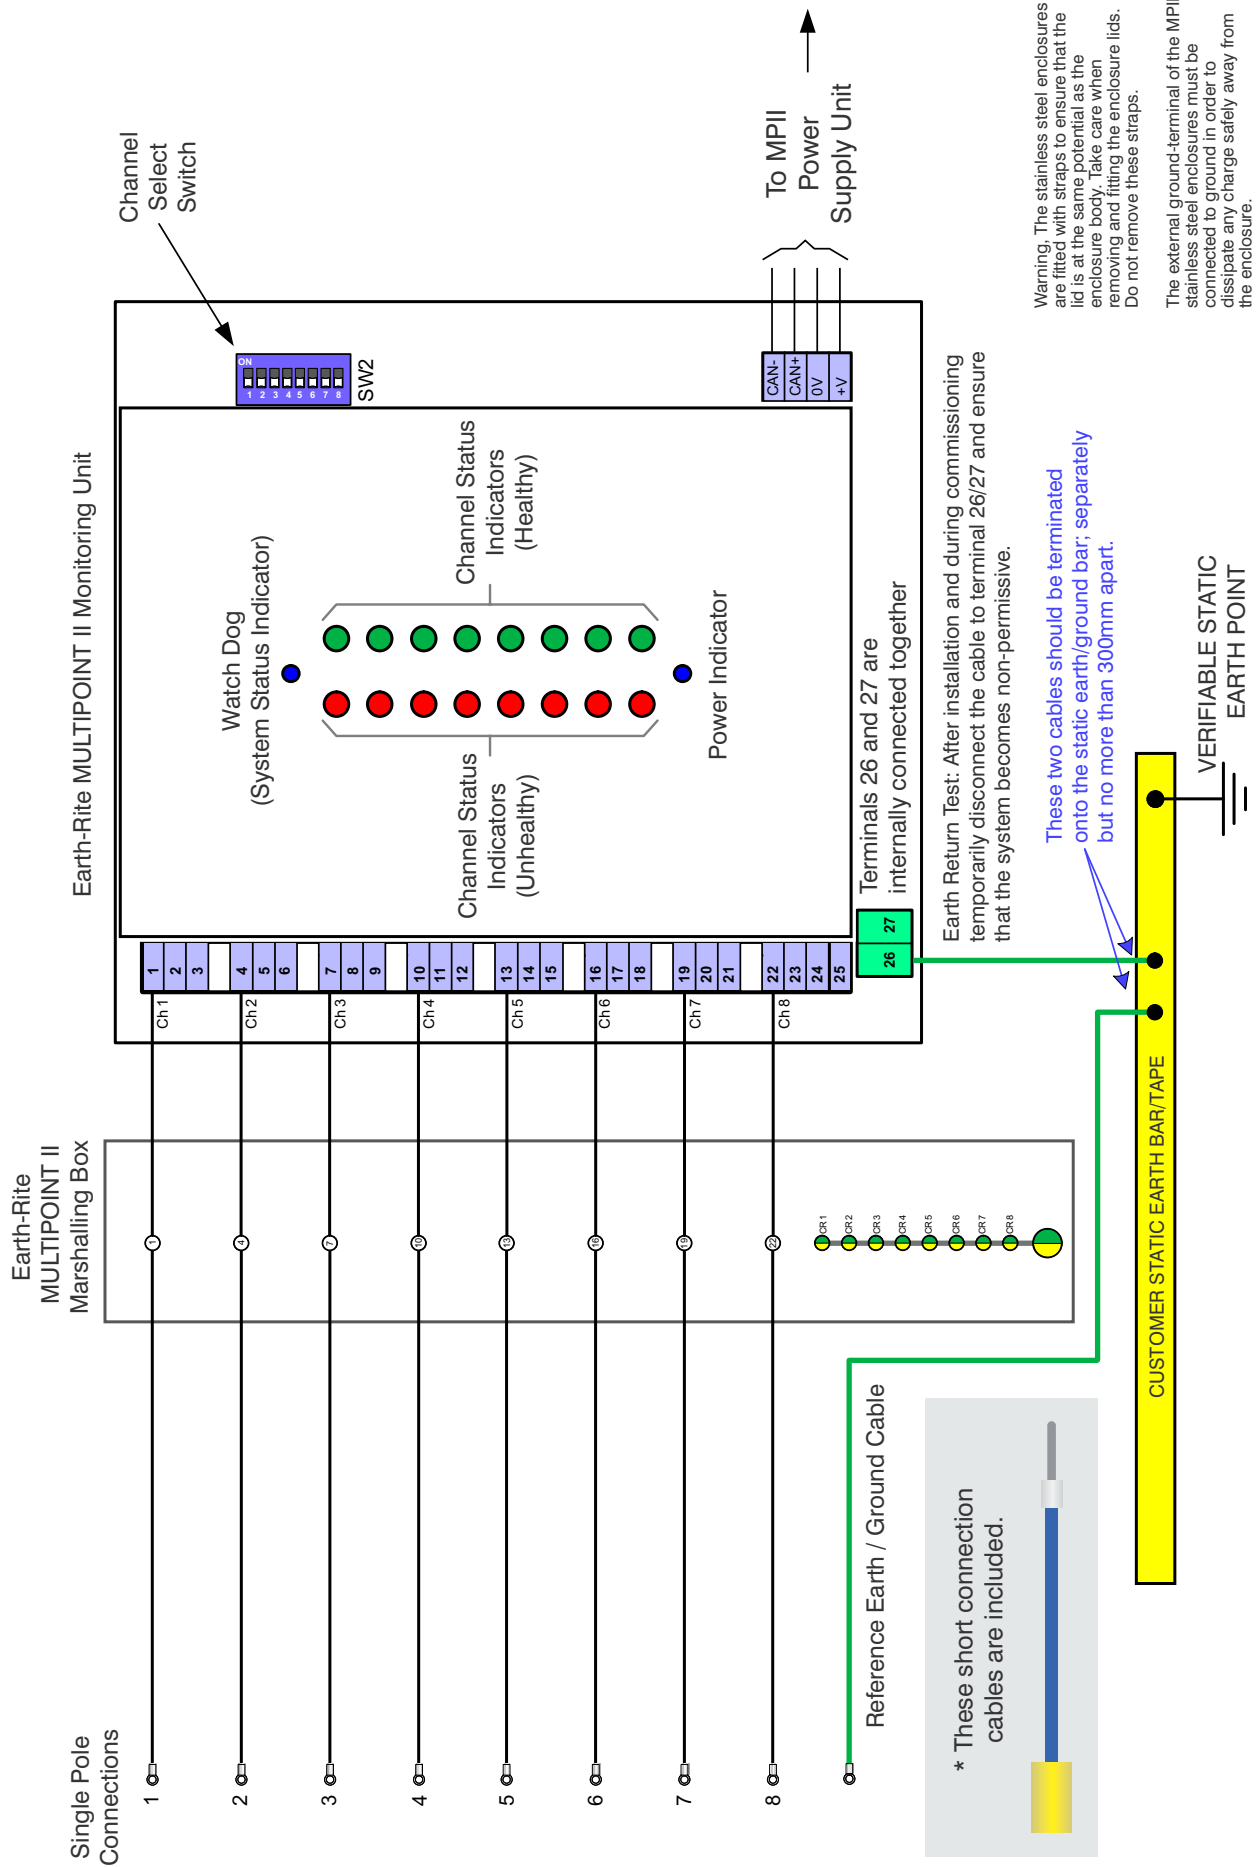 Single Pole
Connections
1
2
3
4
5
6
7
8
Reference Earth / Ground Cable
* These short connection
cables are included.
Earth-Rite
MULTIPOINT II
Marshalling Box
1
4
7
10
13
16
19
22
CR1
CR2
CR3
CR4
CR5
CR6
CR7
CR8
Earth-Rite MULTIPOINT II Monitoring Unit
Ch 1
Ch 2
Ch 3
Ch 4
Ch 5
Ch 6
Ch 7
Ch 8
1
2
3
4
5
6
7
8
9
10
11
12
13
14
15
16
17
18
19
20
21
22
23
24
25
26
27
Watch Dog
(System Status Indicator)
Channel Status
Indicators
(Unhealthy)
Channel Status
Indicators
(Healthy)
Power Indicator
Terminals 26 and 27 are
internally connected together
ON
1 2 3 4 5 6 7 8
SW2
Channel
Select
Switch
CAN-
CAN+
0V
+V
To MPII
Power
Supply Unit
Earth Return Test: After installation and during commissioning
temporarily disconnect the cable to terminal 26/27 and ensure
that the system becomes non-permissive.
These two cables should be terminated
onto the static earth/ground bar; separately
but no more than 300mm apart.
CUSTOMER STATIC EARTH BAR/TAPE
VERIFIABLE STATIC
EARTH POINT
Warning, The stainless steel enclosures
are fitted with straps to ensure that the
lid is at the same potential as the
enclosure body. Take care when
removing and fitting the enclosure lids.
Do not remove these straps.
The external ground-terminal of the MPII
stainless steel enclosures must be
connected to ground in order to
dissipate any charge safely away from
the enclosure.